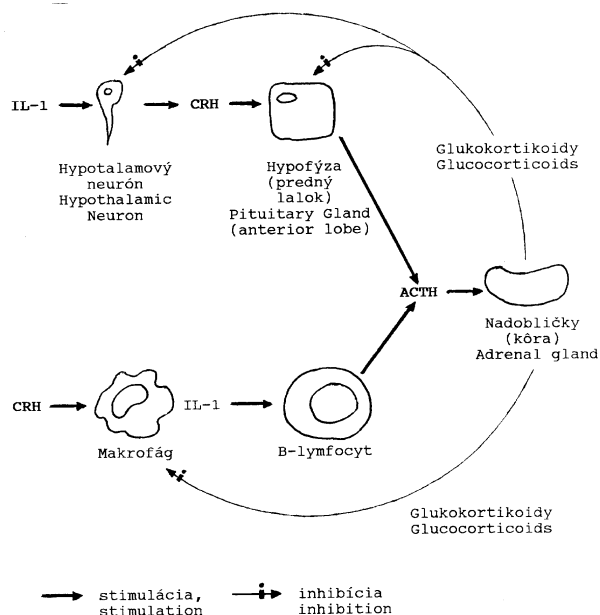 IL-1
CRH
Hypotalamový
neurón
Hypothalamic
Neuron
Hypofýza
(predný
lalok)
Pituitary Gland
(anterior lobe)
Glukokortikoidy
Glucocorticoids
ACTH
Nadobličky
(kôra)
Adrenal gland
CRH
IL-1
Makrofág
B-lymfocyt
Glukokortikoidy
Glucocorticoids
stimulácia,
stimulation
inhibícia
inhibition